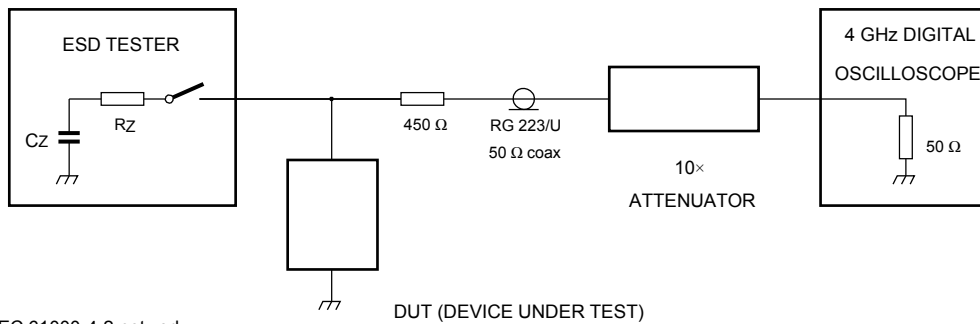 ESD TESTER
RZ
CZ
450 Ω
RG 223/U
50 Ω coax
10×
ATTENUATOR
4 GHz DIGITAL
OSCILLOSCOPE
50 Ω
DUT (DEVICE UNDER TEST)